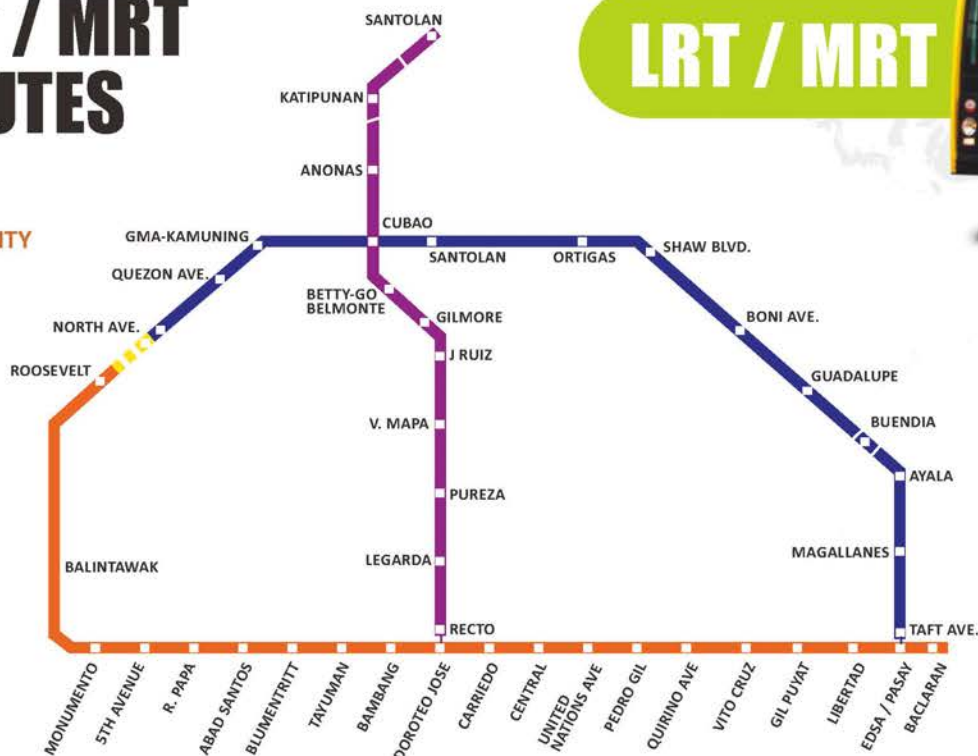 / MRT
UTES
LRT / MRT
ITY
SANTOLAN
KATIPUNAN
ANONAS
CUBAO
GMA-KAMUNING
SANTOLAN
ORTIGAS
SHAW BLVD.
QUEZON AVE.
BETTY-GO
BELMONTE
GILMORE
BONI AVE.
NORTH AVE.
J RUIZ
ROOSEVELT
GUADALUPE
V. MAPA
BUENDIA
AYALA
PUREZA
MAGALLANES
LEGARDA
BALINTAWAK
RECTO
TAFT AVE.
MONUMENTO
5TH AVENUE
R. PAPA
ABAD SANTOS
BLUMENTRITT
TAYUMAN
BAMBANG
DOROTEO JOSE
CARRIEDO
CENTRAL
UNITED
NATIONS AVE
PEDRO GIL
QUIRINO AVE
VITO CRUZ
GIL PUYAT
LIBERTAD
EDSA / PASAY
BACLARAN